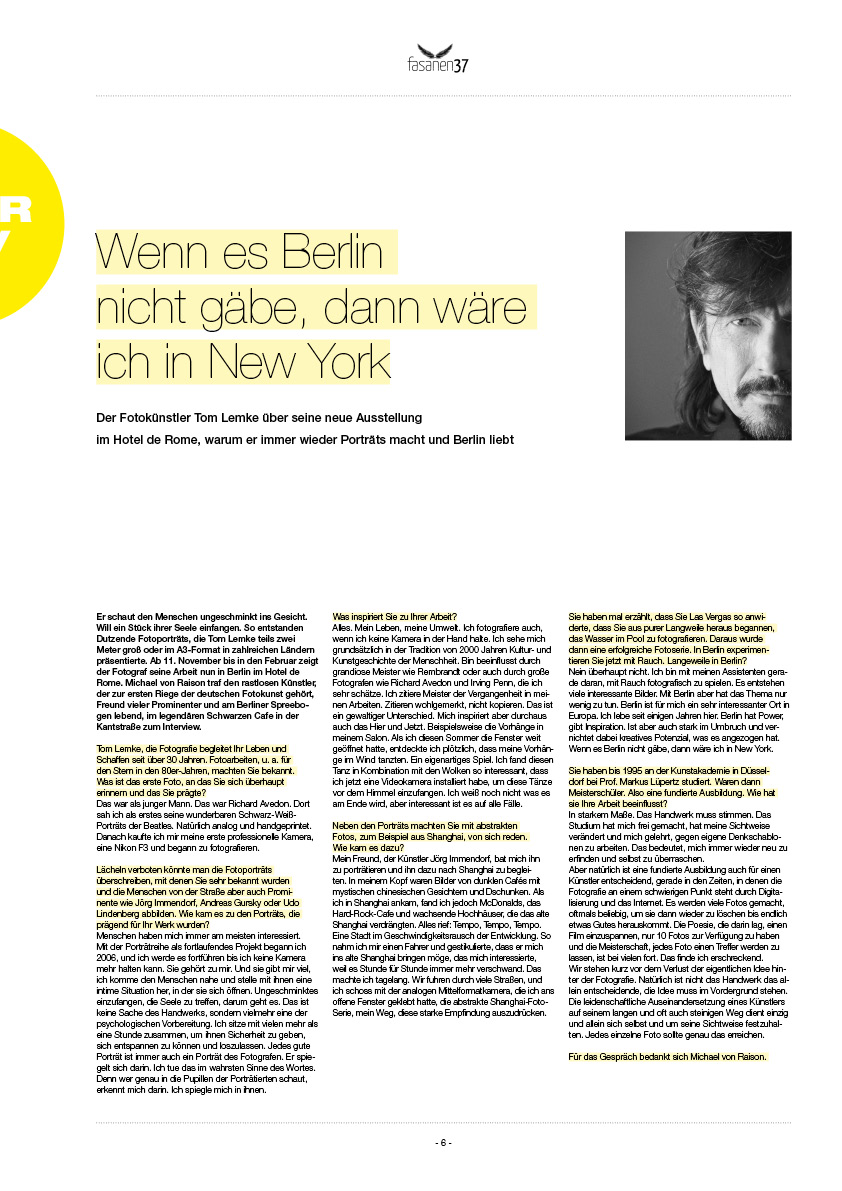 fasanen37
R
Wenn es Berlin
nicht gäbe, dann wäre
ich in New York
Der Fotokünstler Tom Lemke über seine neue Ausstellung
im Hotel de Rome, warum er immer wieder Porträts macht und Berlin liebt
Er schaut den Menschen ungeschminkt ins Gesicht.
Will ein Stück ihrer Seele einfangen. So entstanden
Dutzende Fotoporträts, die Tom Lemke teils zwei
Meter groß oder im A3-Format in zahlreichen Ländern
präsentierte. Ab 11. November bis in den Februar zeigt
der Fotograf seine Arbeit nun in Berlin im Hotel de
Rome. Michael von Raison traf den rastlosen Künstler,
der zur ersten Riege der deutschen Fotokunst gehört,
Freund vieler Prominenter und am Berliner Spreebo-
gen lebend, im legendären Schwarzen Cafe in der
Kantstraße zum Interview.
Tom Lemke, die Fotografie begleitet Ihr Leben und
Schaffen seit über 30 Jahren. Fotoarbeiten, u. a. für
den Stern in den 80er-Jahren, machten Sie bekannt.
Was ist das erste Foto, an das Sie sich überhaupt
erinnern und das Sie prägte?
Das war als junger Mann. Das war Richard Avedon. Dort
sah ich als erstes seine wunderbaren Schwarz-Weiß-
Porträts der Beatles. Natürlich analog und handgeprintet.
Danach kaufte ich mir meine erste professionelle Kamera,
eine Nikon F3 und begann zu fotografieren.
Lächeln verboten könnte man die Fotoporträts
überschreiben, mit denen Sie sehr bekannt wurden
und die Menschen von der Straße aber auch Promi-
nente wie Jörg Immendorf, Andreas Gursky oder Udo
Lindenberg abbilden. Wie kam es zu den Porträts, die
prägend für Ihr Werk wurden?
Menschen haben mich immer am meisten interessiert.
Mit der Porträtreihe als fortlaufendes Projekt begann ich
2006, und ich werde es fortführen bis ich keine Kamera
mehr halten kann. Sie gehört zu mir. Und sie gibt mir viel,
ich komme den Menschen nahe und stelle mit ihnen eine
intime Situation her, in der sie sich öffnen. Ungeschminktes
einzufangen, die Seele zu treffen, darum geht es. Das ist
keine Sache des Handwerks, sondern vielmehr eine der
psychologischen Vorbereitung. Ich sitze mit vielen mehr als
eine Stunde zusammen, um ihnen Sicherheit zu geben,
sich entspannen zu können und loszulassen. Jedes gute
Porträt ist immer auch ein Porträt des Fotografen. Er spie-
gelt sich darin. Ich tue das im wahrsten Sinne des Wortes.
Denn wer genau in die Pupillen der Porträtierten schaut,
erkennt mich darin. Ich spiegle mich in ihnen.
Was inspiriert Sie zu Ihrer Arbeit?
Alles. Mein Leben, meine Umwelt. Ich fotografiere auch,
wenn ich keine Kamera in der Hand halte. Ich sehe mich
grundsätzlich in der Tradition von 2000 Jahren Kultur- und
Kunstgeschichte der Menschheit. Bin beeinflusst durch
grandiose Meister wie Rembrandt oder auch durch große
Fotografen wie Richard Avedon und Irving Penn, die ich
sehr schätze. Ich zitiere Meister der Vergangenheit in mei-
nen Arbeiten. Zitieren wohlgemerkt, nicht kopieren. Das ist
ein gewaltiger Unterschied. Mich inspiriert aber durchaus
auch das Hier und Jetzt. Beispielsweise die Vorhänge in
meinem Salon. Als ich diesen Sommer die Fenster weit
geöffnet hatte, entdeckte ich plötzlich, dass meine Vorhän-
ge im Wind tanzten. Ein eigenartiges Spiel. Ich fand diesen
Tanz in Kombination mit den Wolken so interessant, dass
ich jetzt eine Videokamera installiert habe, um diese Tänze
vor dem Himmel einzufangen. Ich weiß noch nicht was es
am Ende wird, aber interessant ist es auf alle Fälle.
Neben den Porträts machten Sie mit abstrakten
Fotos, zum Beispiel aus Shanghai, von sich reden.
Wie kam es dazu?
Mein Freund, der Künstler Jörg Immendorf, bat mich ihn
zu porträtieren und ihn dazu nach Shanghai zu beglei-
ten. In meinem Kopf waren Bilder von dunklen Cafés mit
mystischen chinesischen Gesichtern und Dschunken. Als
ich in Shanghai ankam, fand ich jedoch McDonalds, das
Hard-Rock-Cafe und wachsende Hochhäuser, die das alte
Shanghai verdrängten. Alles rief: Tempo, Tempo, Tempo.
Eine Stadt im Geschwindigkeitsrausch der Entwicklung. So
nahm ich mir einen Fahrer und gestikulierte, dass er mich
ins alte Shanghai bringen möge, das mich interessierte,
weil es Stunde für Stunde immer mehr verschwand. Das
machte ich tagelang. Wir fuhren durch viele Straßen, und
ich schoss mit der analogen Mittelformatkamera, die ich ans
offene Fenster geklebt hatte, die abstrakte Shanghai-Foto-
Serie, mein Weg, diese starke Empfindung auszudrücken.
Sie haben mal erzählt, dass Sie Las Vergas so anwi-
derte, dass Sie aus purer Langweile heraus begannen,
das Wasser im Pool zu fotografieren. Daraus wurde
dann eine erfolgreiche Fotoserie. In Berlin experimen-
tieren Sie jetzt mit Rauch. Langeweile in Berlin?
Nein überhaupt nicht. Ich bin mit meinen Assistenten gera-
de daran, mit Rauch fotografisch zu spielen. Es entstehen
viele interessante Bilder. Mit Berlin aber hat das Thema nur
wenig zu tun. Berlin ist für mich ein sehr interessanter Ort in
Europa. Ich lebe seit einigen Jahren hier. Berlin hat Power,
gibt Inspiration. Ist aber auch stark im Umbruch und ver-
nichtet dabei kreatives Potenzial, was es angezogen hat.
Wenn es Berlin nicht gäbe, dann wäre ich in New York.
Sie haben bis 1995 an der Kunstakademie in Düssel-
dorf bei Prof. Markus Lüpertz studiert. Waren dann
Meisterschüler. Also eine fundierte Ausbildung. Wie hat
sie Ihre Arbeit beeinflusst?
In starkem Maße. Das Handwerk muss stimmen. Das
Studium hat mich frei gemacht, hat meine Sichtweise
verändert und mich gelehrt, gegen eigene Denkschablo-
nen zu arbeiten. Das bedeutet, mich immer wieder neu zu
erfinden und selbst zu überraschen.
Aber natürlich ist eine fundierte Ausbildung auch für einen
Künstler entscheidend, gerade in den Zeiten, in denen die
Fotografie an einem schwierigen Punkt steht durch Digita-
lisierung und das Internet. Es werden viele Fotos gemacht,
oftmals beliebig, um sie dann wieder zu löschen bis endlich
etwas Gutes herauskommt. Die Poesie, die darin lag, einen
Film einzuspannen, nur 10 Fotos zur Verfügung zu haben
und die Meisterschaft, jedes Foto einen Treffer werden zu
lassen, ist bei vielen fort. Das finde ich erschreckend.
Wir stehen kurz vor dem Verlust der eigentlichen Idee hin-
ter der Fotografie. Natürlich ist nicht das Handwerk das al-
lein entscheidende, die Idee muss im Vordergrund stehen.
Die leidenschaftliche Auseinandersetzung eines Künstlers
auf seinem langen und oft auch steinigen Weg dient einzig
und allein sich selbst und um seine Sichtweise festzuhal-
ten. Jedes einzelne Foto sollte genau das erreichen.
Für das Gespräch bedankt sich Michael von Raison.
- 6 -